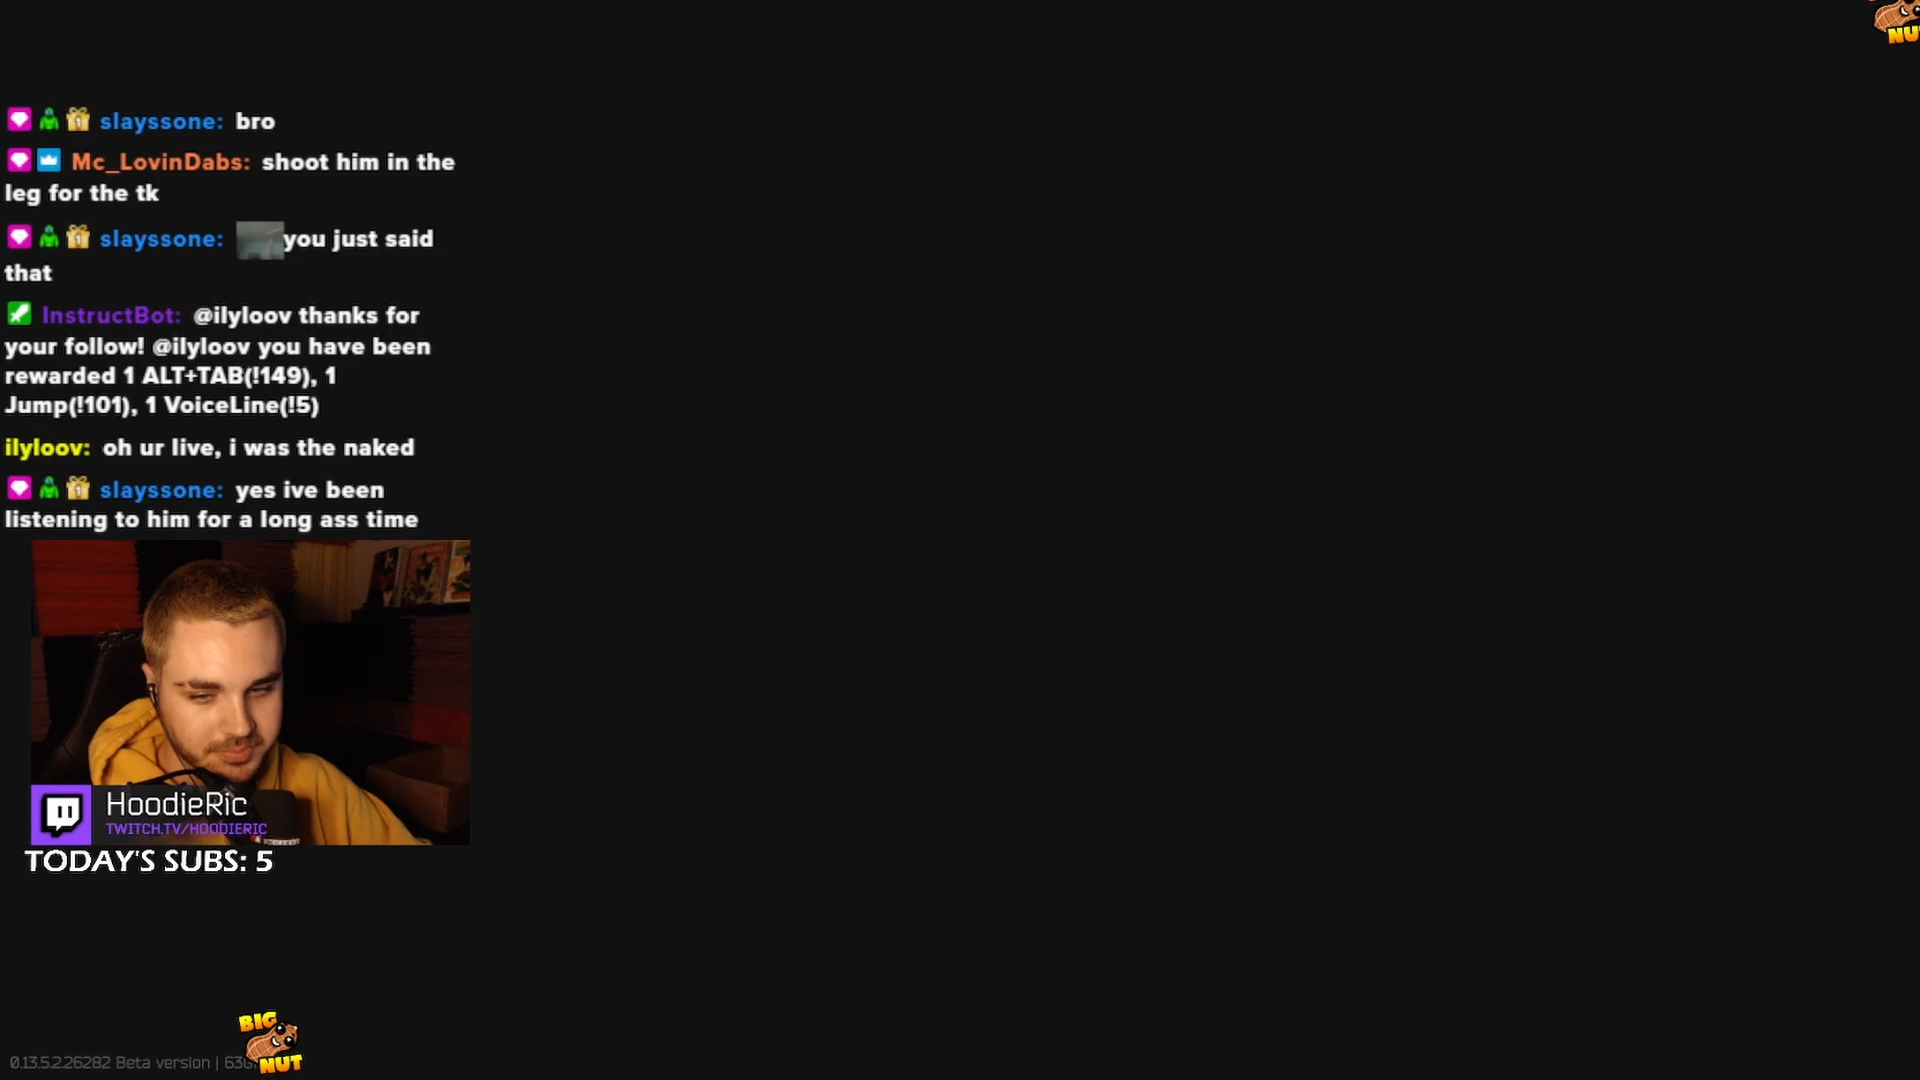 NU
slayssone: bro
Mc_LovinDabs: shoot him in the
leg for the tk
slayssone: you just said
that
InstructBot: @ilyloov thanks for
your follow! @ilyloov you have been
rewarded 1 ALT+TAB(!149), 1
Jump(!101), 1 VoiceLine(!5)
ilyloov: oh ur live, i was the naked
slayssone: yes ive been
listening to him for a long ass time
HoodieRic
TWITCH.TV/HOODIERIC
TODAY'S SUBS: 5
BIG
NUT
0.13.5.2.26282 Beta version |